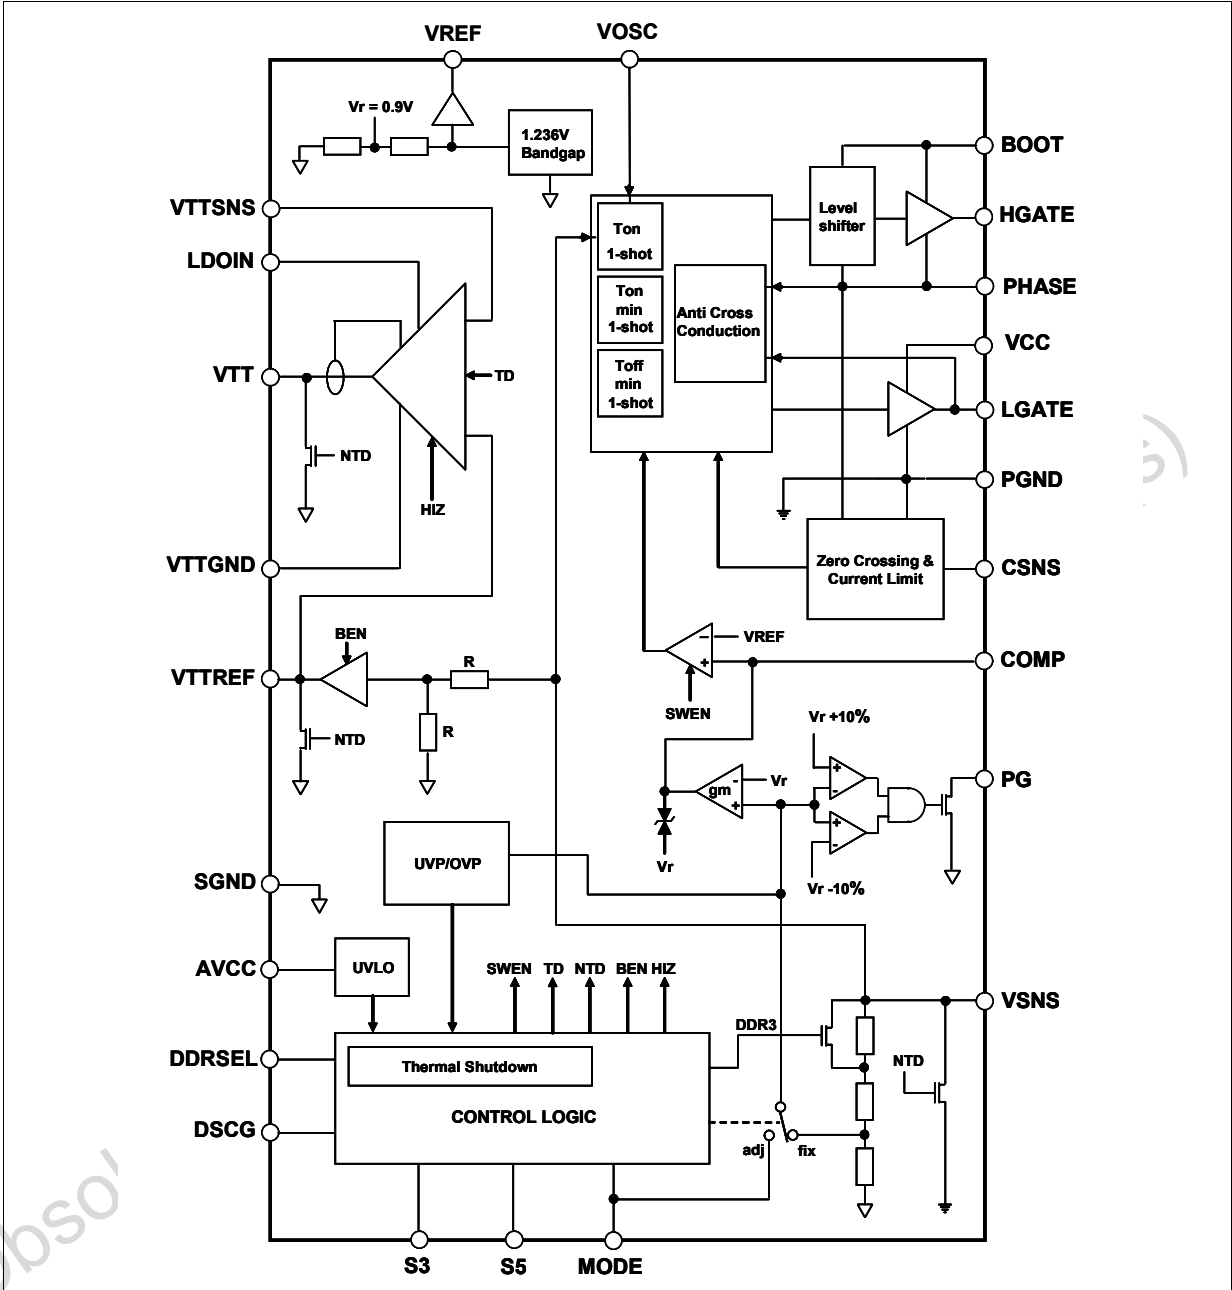 VREF
VOSC
Vr = 0.9V
1.236V
Bandgap
BOOT
VTTSNS
Level
shifter
HGATE
Ton
1-shot
LDOIN
PHASE
Ton
min
1-shot
Anti Cross
Conduction
VCC
Toff
min
1-shot
VTT
TD
LGATE
NTD
HIZ
PGND
VTTGND
Zero Crossing &
Current Limit
CSNS
BEN
−
VREF
+
COMP
VTTREF
R
SWEN
R
NTD
Vr +10%
+
-
gm
-
Vr
+
PG
+
-
Vr
Vr -10%
UVP/OVP
SGND
AVCC
UVLO
SWEN
TD
NTD
BEN
HIZ
VSNS
DDR3
DDRSEL
Thermal Shutdown
NTD
CONTROL LOGIC
DSCG
adj
fix
S3
S5
MODE